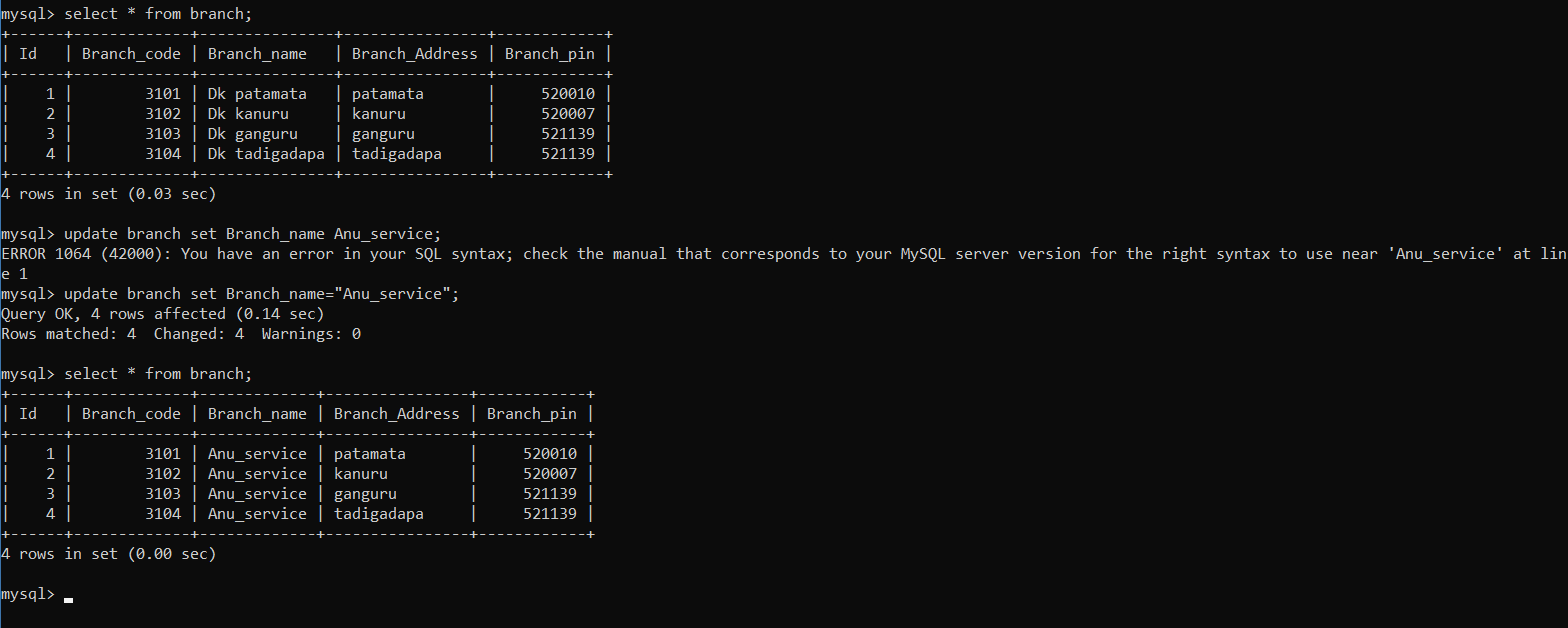 mysql> select * from branch;
+------+-------------+---------------+----------------+------------+
| Id   | Branch_code | Branch_name   | Branch_Address | Branch_pin |
+------+-------------+---------------+----------------+------------+
|    1 |        3101 | Dk patamata   | patamata       |     520010 |
|    2 |        3102 | Dk kanuru     | kanuru         |     520007 |
|    3 |        3103 | Dk ganguru    | ganguru        |     521139 |
|    4 |        3104 | Dk tadigadapa | tadigadapa     |     521139 |
+------+-------------+---------------+----------------+------------+
4 rows in set (0.03 sec)
mysql> update branch set Branch_name Anu_service;
ERROR 1064 (42000): You have an error in your SQL syntax; check the manual that corresponds to your MySQL server version for the right syntax to use near 'Anu_service' at lin
e 1
mysql> update branch set Branch_name="Anu_service";
Query OK, 4 rows affected (0.14 sec)
Rows matched: 4  Changed: 4  Warnings: 0
mysql> select * from branch;
+------+-------------+-------------+----------------+------------+
| Id   | Branch_code | Branch_name | Branch_Address | Branch_pin |
+------+-------------+-------------+----------------+------------+
|    1 |        3101 | Anu_service | patamata       |     520010 |
|    2 |        3102 | Anu_service | kanuru         |     520007 |
|    3 |        3103 | Anu_service | ganguru        |     521139 |
|    4 |        3104 | Anu_service | tadigadapa     |     521139 |
+------+-------------+-------------+----------------+------------+
4 rows in set (0.00 sec)
mysql>